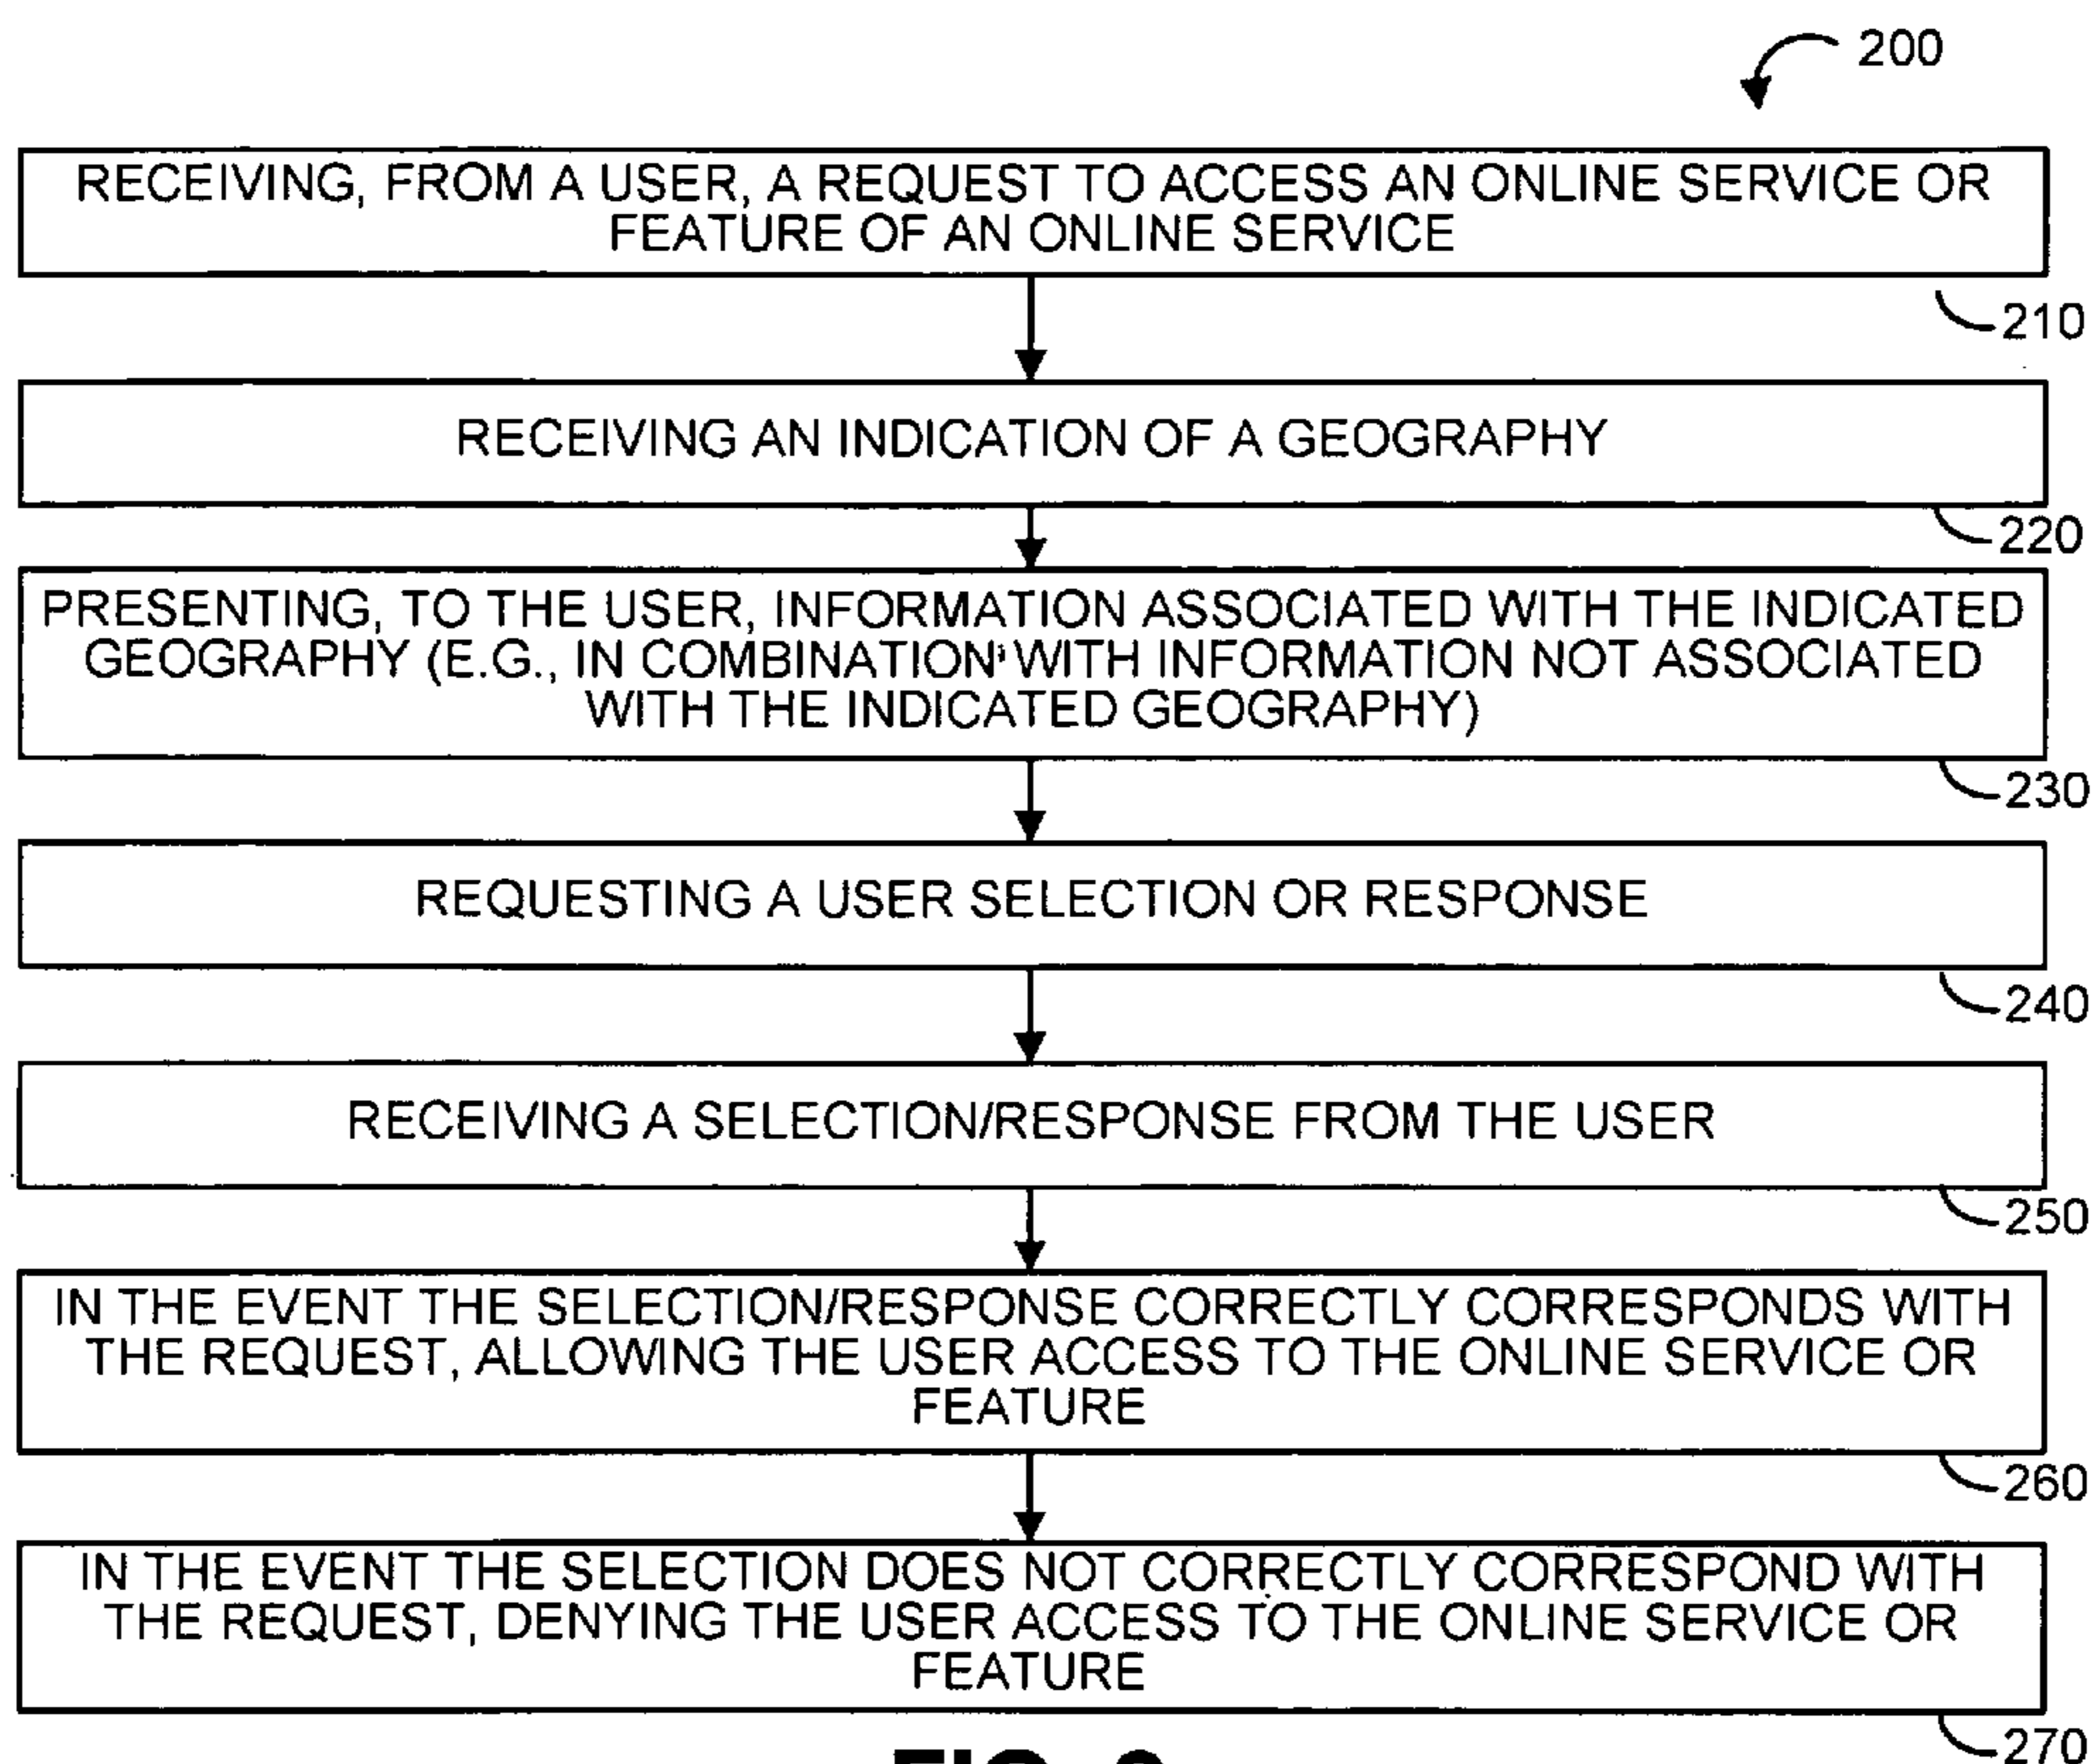 200
RECEIVING, FROM A USER, A REQUEST TO ACCESS AN ONLINE SERVICE OR
FEATURE OF AN ONLINE SERVICE
210
RECEIVING AN INDICATION OF A GEOGRAPHY
220
PRESENTING, TO THE USER, INFORMATION ASSOCIATED WITH THE INDICATED
GEOGRAPHY (E.G., IN COMBINATION WITH INFORMATION NOT ASSOCIATED
WITH THE INDICATED GEOGRAPHY)
230
REQUESTING A USER SELECTION OR RESPONSE
240
RECEIVING A SELECTION/RESPONSE FROM THE USER
250
IN THE EVENT THE SELECTION/RESPONSE CORRECTLY CORRESPONDS WITH
THE REQUEST, ALLOWING THE USER ACCESS TO THE ONLINE SERVICE OR
FEATURE
260
IN THE EVENT THE SELECTION DOES NOT CORRECTLY CORRESPOND WITH
THE REQUEST, DENYING THE USER ACCESS TO THE ONLINE SERVICE OR
FEATURE
270